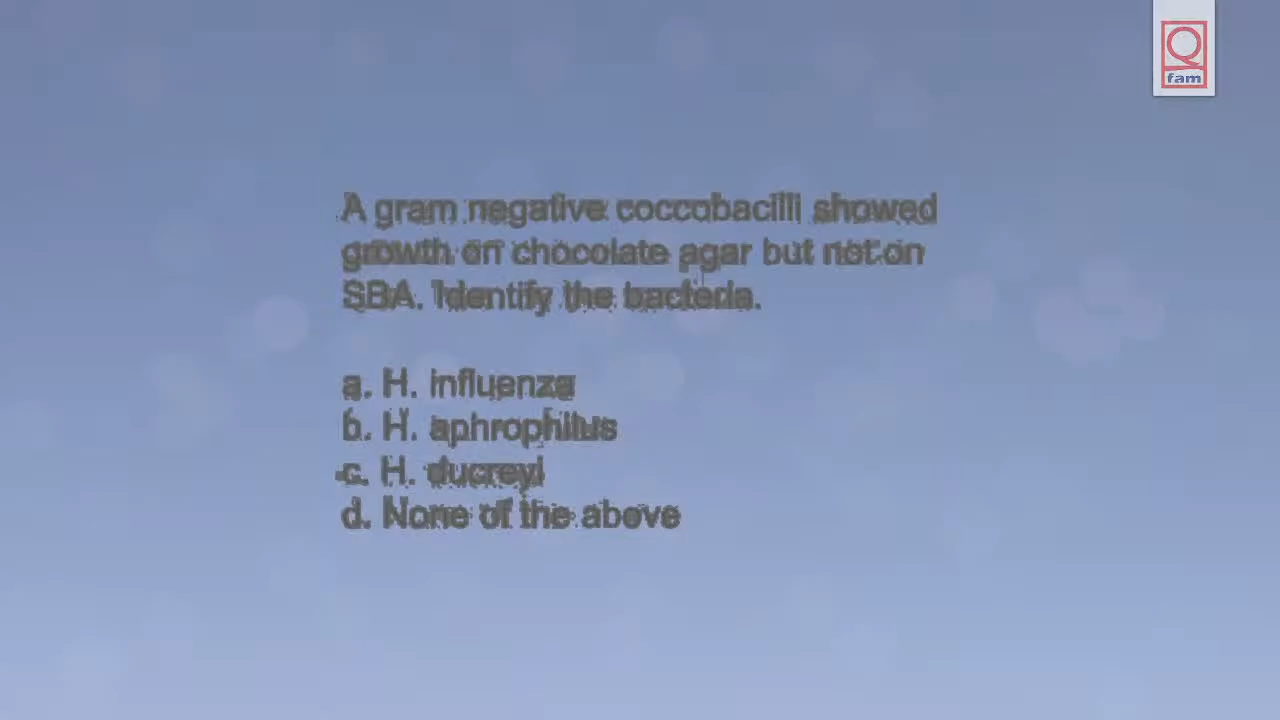 Q
fam
A gram negative coccobacilli showed
growth on chocolate agar but not on
SBA. Identify the bacteria.
a. H. influenza
b. H. aphrophilus
c. H. ducreyi
d. None of the above